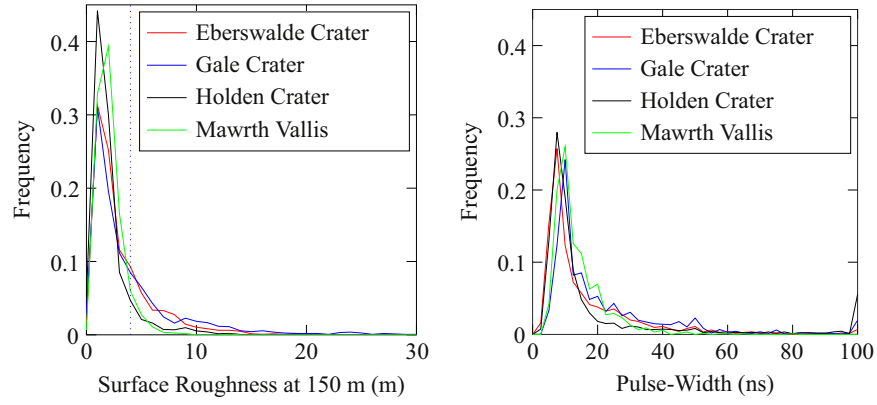 0.4
0.3
0.2
0.1
0
Frequency
Eberswalde Crater
Gale Crater
Holden Crater
Mawrth Vallis
0 10 20 30
Surface Roughness at 150 m (m)
0.4
0.3
0.2
0.1
0
Frequency
Eberswalde Crater
Gale Crater
Holden Crater
Mawrth Vallis
0 20 40 60 80 100
Pulse-Width (ns)